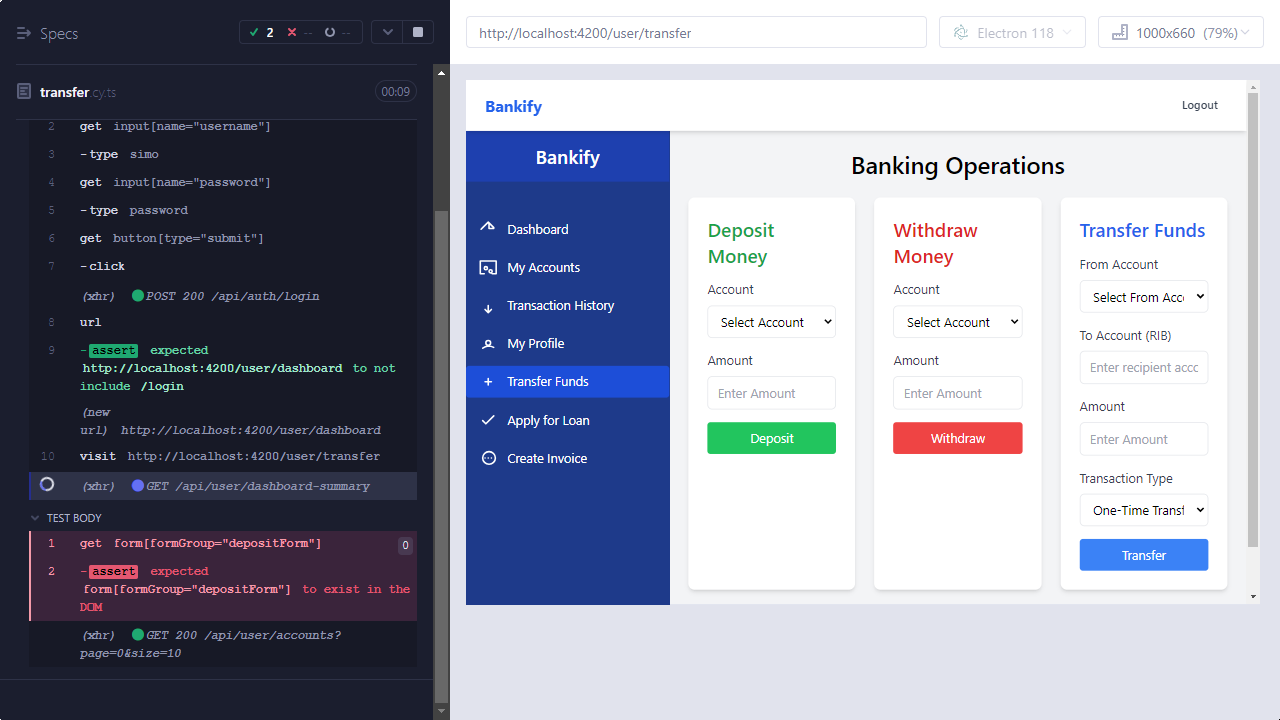 Specs
2
--
--
transfer.cy.ts
00:09
2 get input[name="username"]
3 -type simo
4 get input[name="password"]
5 -type password
6 get button[type="submit"]
7 -click
(xhr) POST 200 /api/auth/login
8 url
9 -assert expected
http://localhost:4200/user/dashboard to not
include /login
(new
url) http://localhost:4200/user/dashboard
10 visit http://localhost:4200/user/transfer
(xhr) GET /api/user/dashboard-summary
TEST BODY
1 get form[formGroup="depositForm"] 0
2 -assert expected
form[formGroup="depositForm"] to exist in the
DOM
(xhr) GET 200 /api/user/accounts?
page=0&size=10
http://localhost:4200/user/transfer
Electron 118
1000x660 (79%)
Bankify
Logout
Bankify
Dashboard
My Accounts
Transaction History
My Profile
Transfer Funds
Apply for Loan
Create Invoice
Banking Operations
Deposit
Money
Account
Select Account
Amount
Enter Amount
Deposit
Withdraw
Money
Account
Select Account
Amount
Enter Amount
Withdraw
Transfer Funds
From Account
Select From Acc
To Account (RIB)
Enter recipient acc
Amount
Enter Amount
Transaction Type
One-Time Transf
Transfer